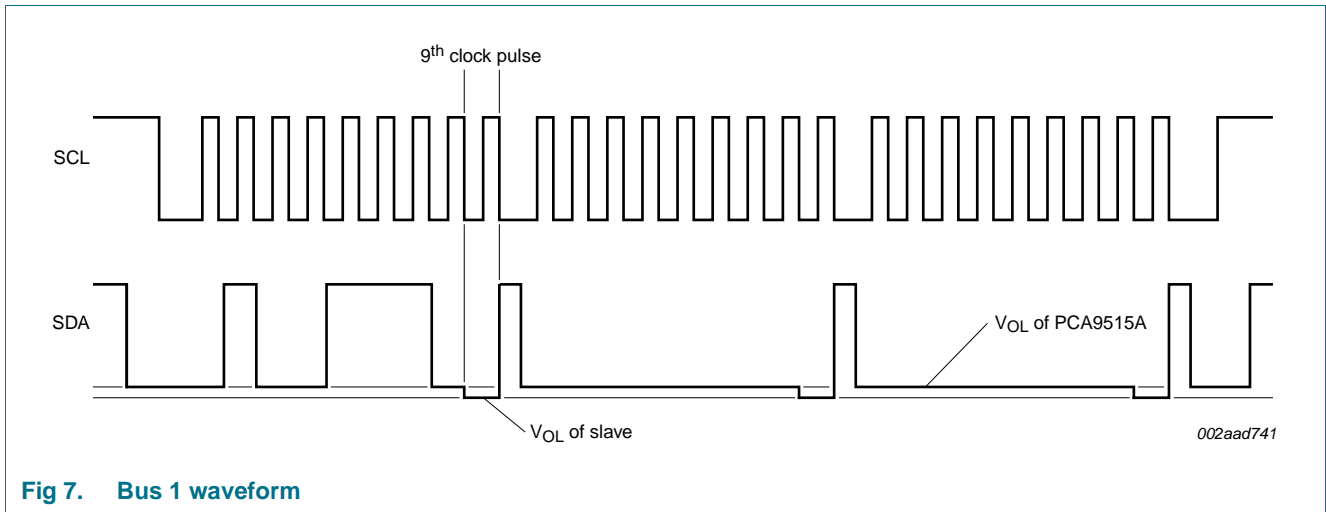 9th clock pulse
SCL
SDA
VOL of PCA9515A
VOL of slave
002aad741
Fig 7. Bus 1 waveform